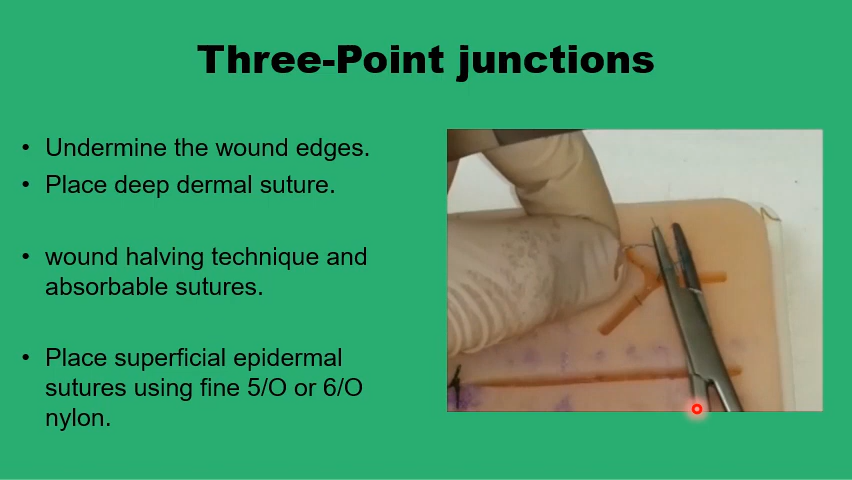 Three-Point junctions
• Undermine the wound edges.
• Place deep dermal suture.
• wound halving technique and
absorbable sutures.
• Place superficial epidermal
sutures using fine 5/O or 6/O
nylon.